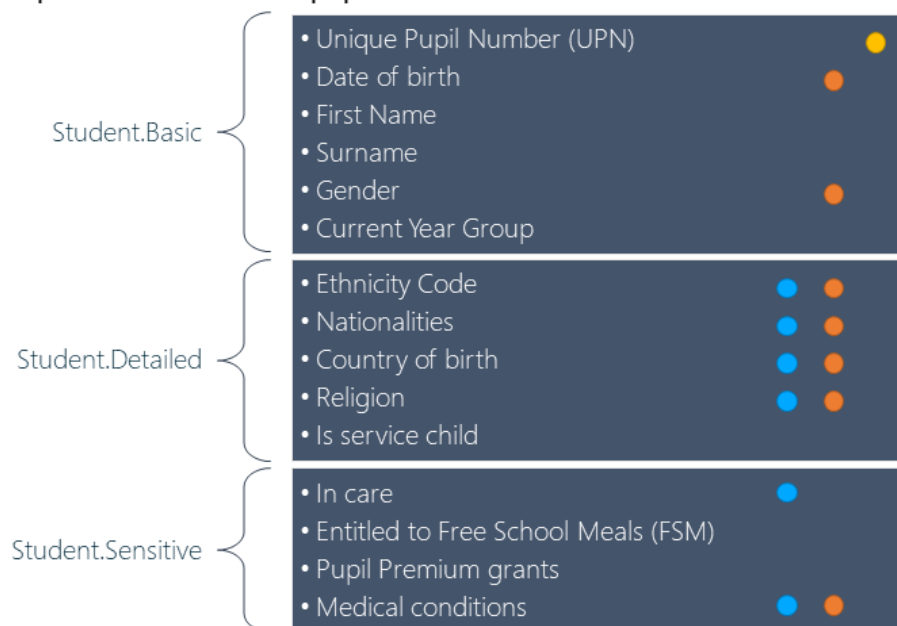 • Unique Pupil Number (UPN)
• Date of birth
• First Name
• Surname
Student.Basic
• Gender
• Current Year Group
• Ethnicity Code
• Nationalities
Student.Detailed
• Country of birth
• Religion
• Is service child
• In care
• Entitled to Free School Meals (FSM)
Student.Sensitive
• Pupil Premium grants
• Medical conditions